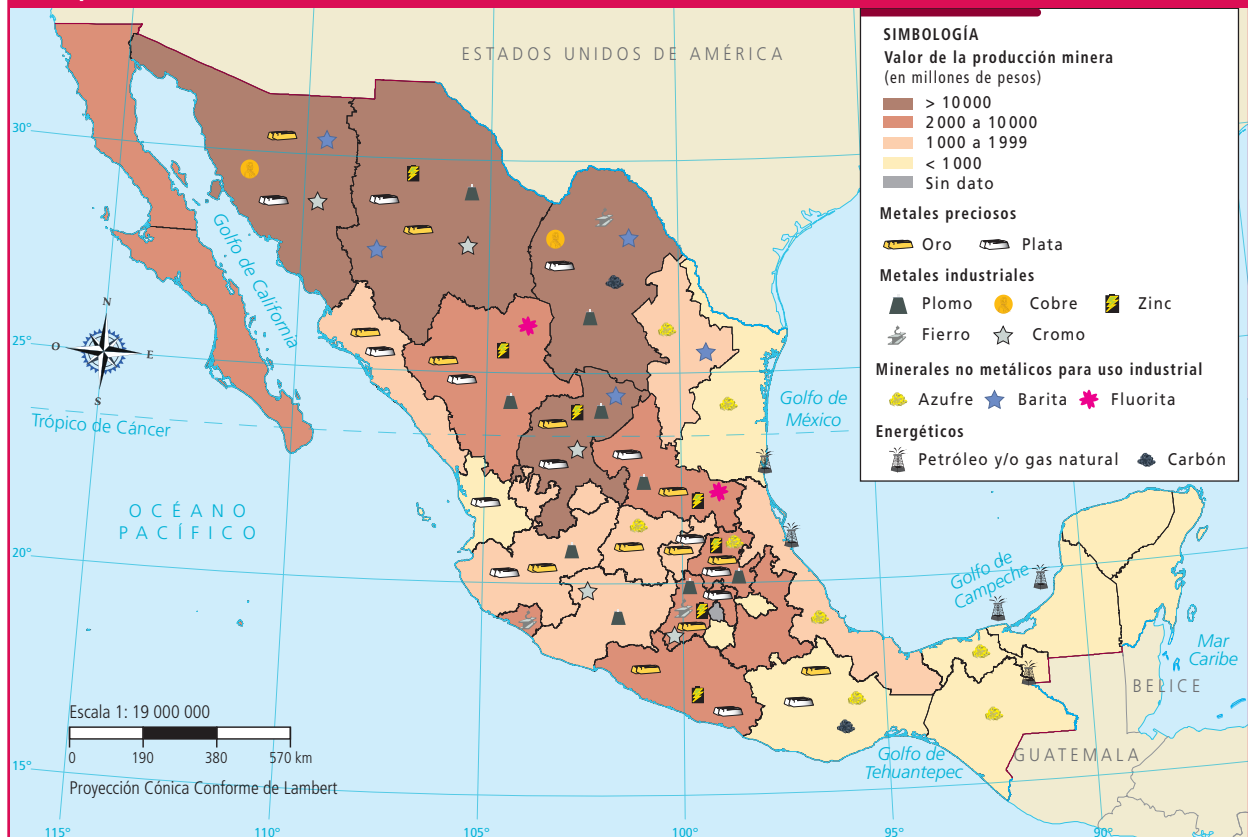 ESTADOS UNIDOS DE AMÉRICA
SIMBOLOGÍA
Valor de la producción minera
(en millones de pesos)
> 10000
2000 a 10000
1000 a 1999
< 1000
Sin dato
Metales preciosos
Oro Plata
Metales industriales
Plomo Cobre Zinc
Fierro Cromo
Minerales no metálicos para uso industrial
Azufre Barita Fluorita
Energéticos
Petróleo y/o gas natural Carbón
30°
25°
20°
15°
Golfo de California
N
O E
S
Trópico de Cáncer
Golfo de
México
OCÉANO
PACÍFICO
Golfo de
Campeche
Mar
Caribe
BELICE
GUATEMALA
Golfo de
Tehuantepec
Escala 1: 19 000 000
0 190 380 570 km
Proyección Cónica Conforme de Lambert
115° 110° 105° 100° 95° 90°